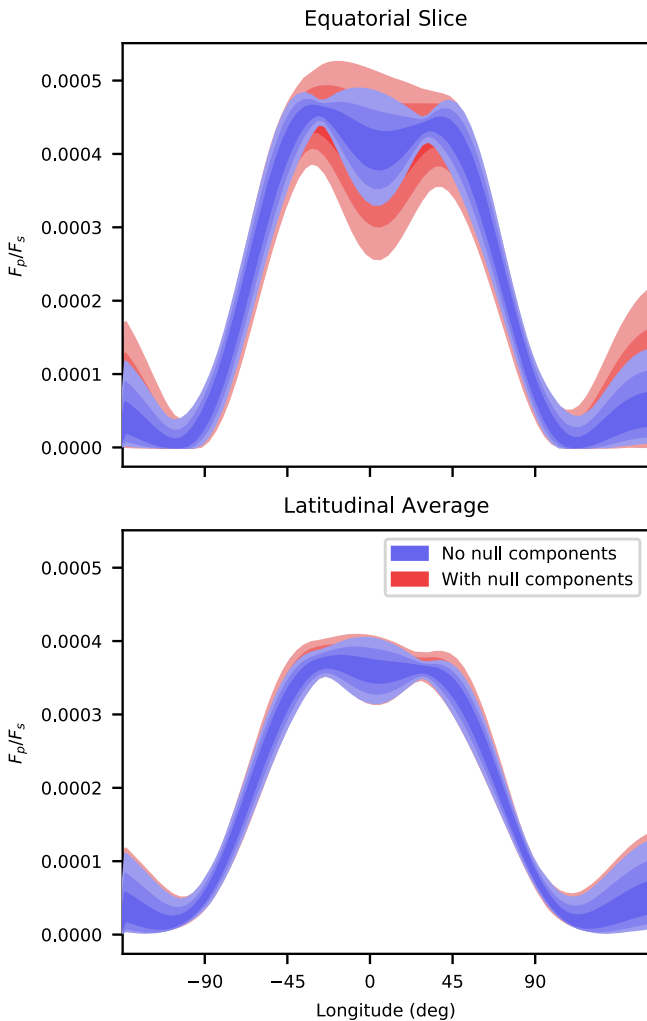 Equatorial Slice
0.0005
0.0004
0.0003
0.0002
0.0001
0.0000
F_p/F_s
Latitudinal Average
No null components
With null components
0.0005
0.0004
0.0003
0.0002
0.0001
0.0000
F_p/F_s
−90 −45 0 45 90
Longitude (deg)